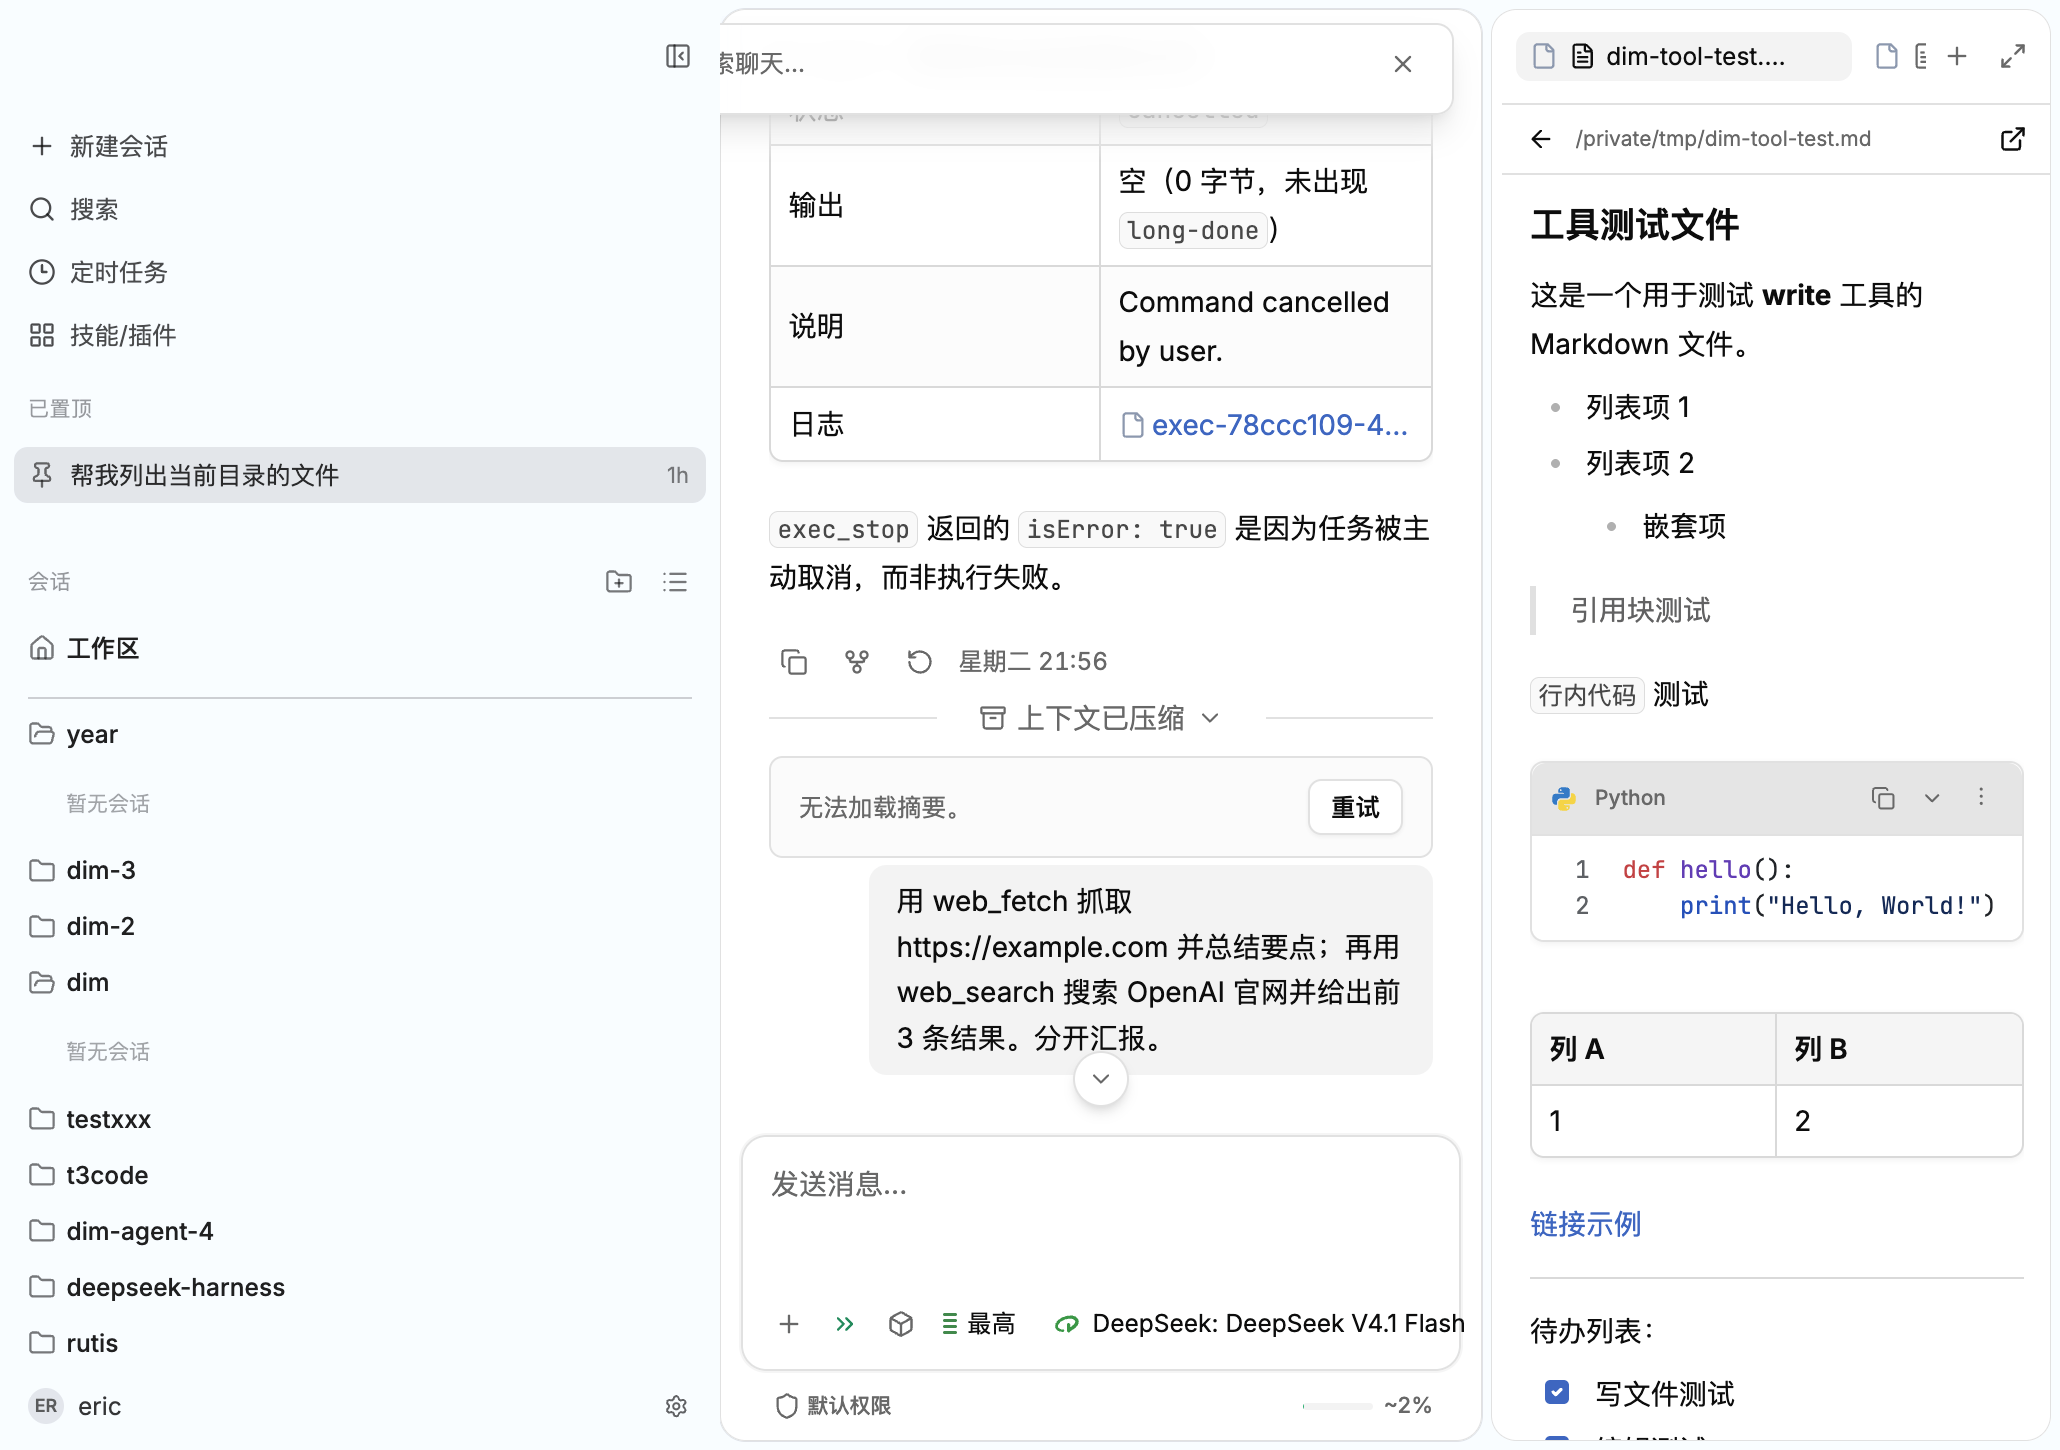 新建会话
搜索
定时任务
技能/插件
已置顶
帮我列出当前目录的文件 1h
会话
工作区
year
暂无会话
dim-3
dim-2
dim
暂无会话
testxxx
t3code
dim-agent-4
deepseek-harness
rutis
ER eric
索聊天...
状态 cancelled
输出
空（0 字节，未出现
long-done）
说明
Command cancelled
by user.
日志
exec-78ccc109-4...
exec_stop 返回的 isError: true 是因为任务被主
动取消，而非执行失败。
星期二 21:56
上下文已压缩
无法加载摘要。 重试
用 web_fetch 抓取
https://example.com 并总结要点；再用
web_search 搜索 OpenAI 官网并给出前
3 条结果。分开汇报。
发送消息...
最高 DeepSeek: DeepSeek V4.1 Flash
默认权限 ~2%
dim-tool-test....
/private/tmp/dim-tool-test.md
工具测试文件
这是一个用于测试 write 工具的
Markdown 文件。
列表项 1
列表项 2
嵌套项
引用块测试
行内代码 测试
Python
1 def hello():
2 print("Hello, World!")
列 A 列 B
1 2
链接示例
待办列表：
写文件测试